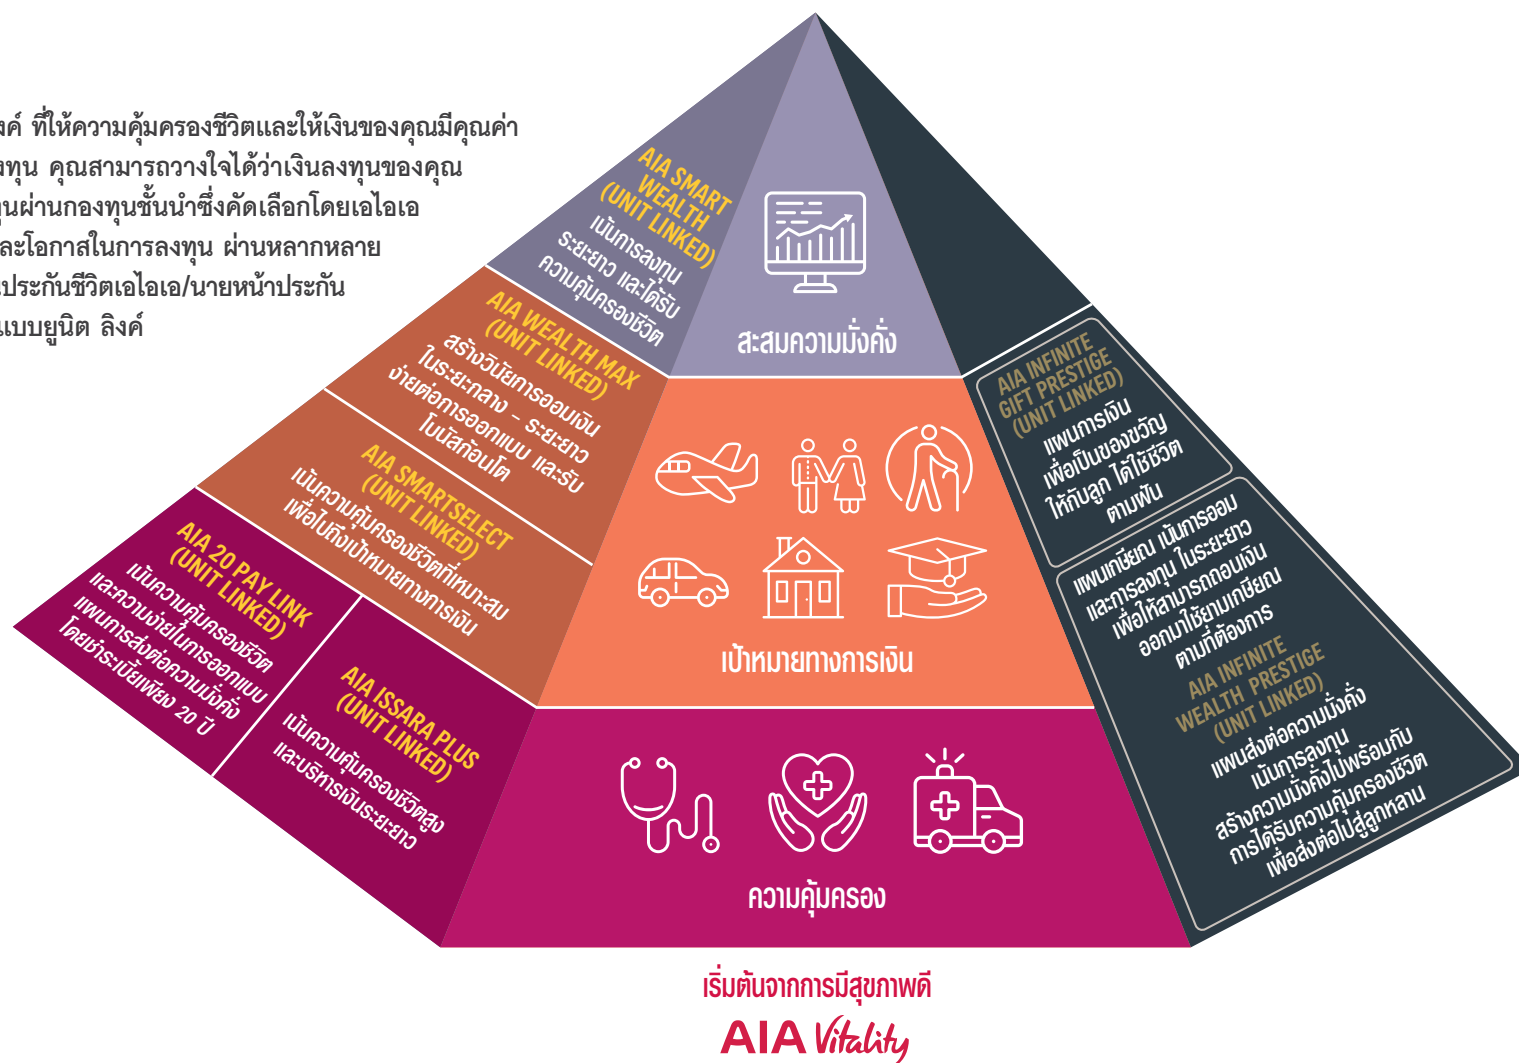 ค์ ที่ให้ความคุ้มครองชีวิตและให้เงินของคุณมีคุณค่า
งทุน คุณสามารถวางใจได้ว่าเงินลงทุนของคุณ
ทุนผ่านกองทุนชั้นนำซึ่งคัดเลือกโดยเอไอเอ
ละโอกาสในการลงทุน ผ่านหลากหลาย
นประกันชีวิตเอไอเอ/นายหน้าประกัน
แบบยูนิต ลิงค์
AIA SMART
WEALTH
(UNIT LINKED)
เน้นการลงทุน
ระยะยาว และได้รับ
ความคุ้มครองชีวิต
สะสมความมั่งคั่ง
AIA WEALTH MAX
(UNIT LINKED)
สร้างวินัยการออมเงิน
ในระยะกลาง - ระยะยาว
ง่ายต่อการออกแบบ และรับ
โบนัสก้อนโต
AIA SMARTSELECT
(UNIT LINKED)
เน้นความคุ้มครองชีวิตที่เหมาะสม
เพื่อไปถึงเป้าหมายทางการเงิน
เป้าหมายทางการเงิน
AIA 20 PAY LINK
(UNIT LINKED)
เน้นความคุ้มครองชีวิต
และความง่ายในการออกแบบ
แผนการส่งต่อความมั่งคั่ง
โดยชำระเบี้ยเพียง 20 ปี
AIA ISSARA PLUS
(UNIT LINKED)
เน้นความคุ้มครองชีวิตสูง
และบริหารเงินระยะยาว
ความคุ้มครอง
AIA INFINITE
GIFT PRESTIGE
(UNIT LINKED)
แผนการเงิน
เพื่อเป็นของขวัญ
ให้กับลูก ได้ใช้ชีวิต
ตามฝัน
แผนเกษียณ เน้นการออม
และการลงทุน ในระยะยาว
เพื่อให้สามารถถอนเงิน
ออกมาใช้ยามเกษียณ
ตามที่ต้องการ
AIA INFINITE
WEALTH PRESTIGE
(UNIT LINKED)
แผนส่งต่อความมั่งคั่ง
เน้นการลงทุน
สร้างความมั่งคั่งไปพร้อมกับ
การได้รับความคุ้มครองชีวิต
เพื่อส่งต่อไปสู่ลูกหลาน
เริ่มต้นจากการมีสุขภาพดี
AIA Vitality